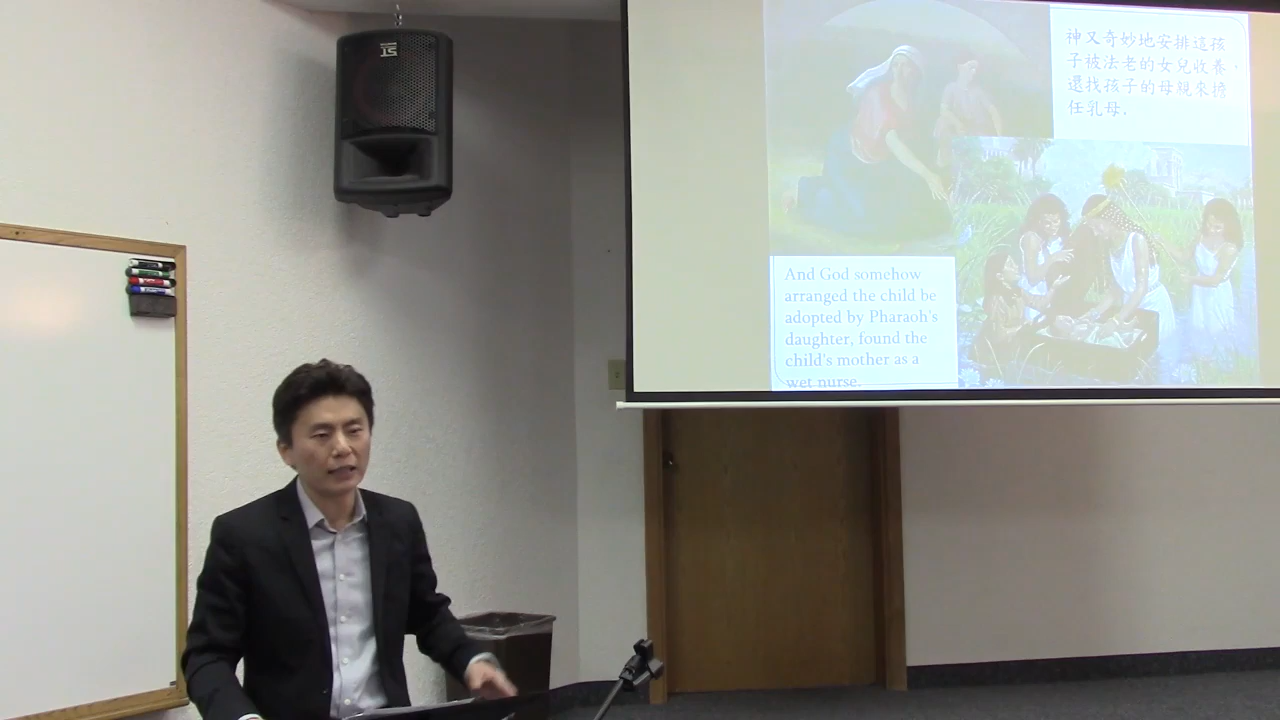 神又奇妙地安排這孩
子被法老的女兒收養，
還找孩子的母親來擔
任乳母.
And God somehow
arranged the child be
adopted by Pharaoh's
daughter, found the
child's mother as a
wet nurse.